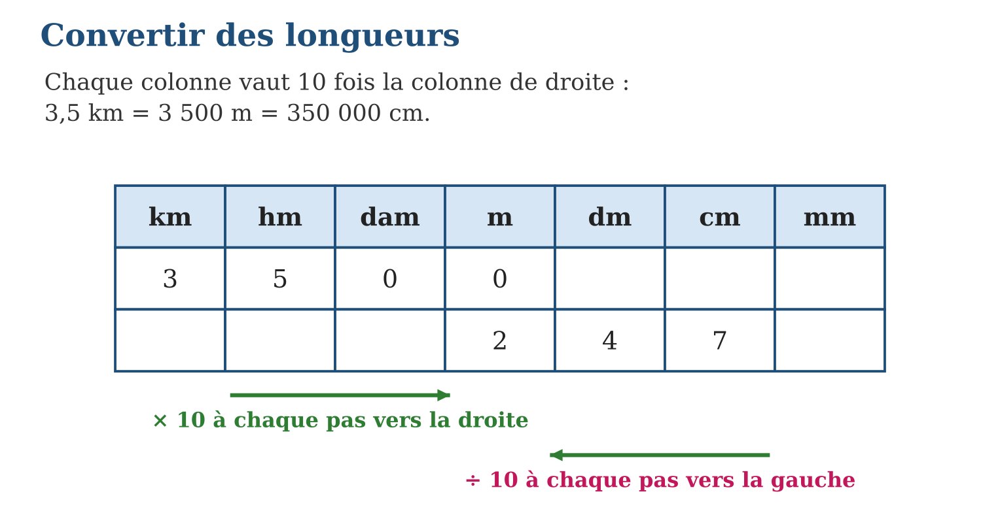 Convertir des longueurs
Chaque colonne vaut 10 fois la colonne de droite :
3,5 km = 3 500 m = 350 000 cm.
km hm dam m dm cm mm
3 5 0 0
2 4 7
× 10 à chaque pas vers la droite
÷ 10 à chaque pas vers la gauche